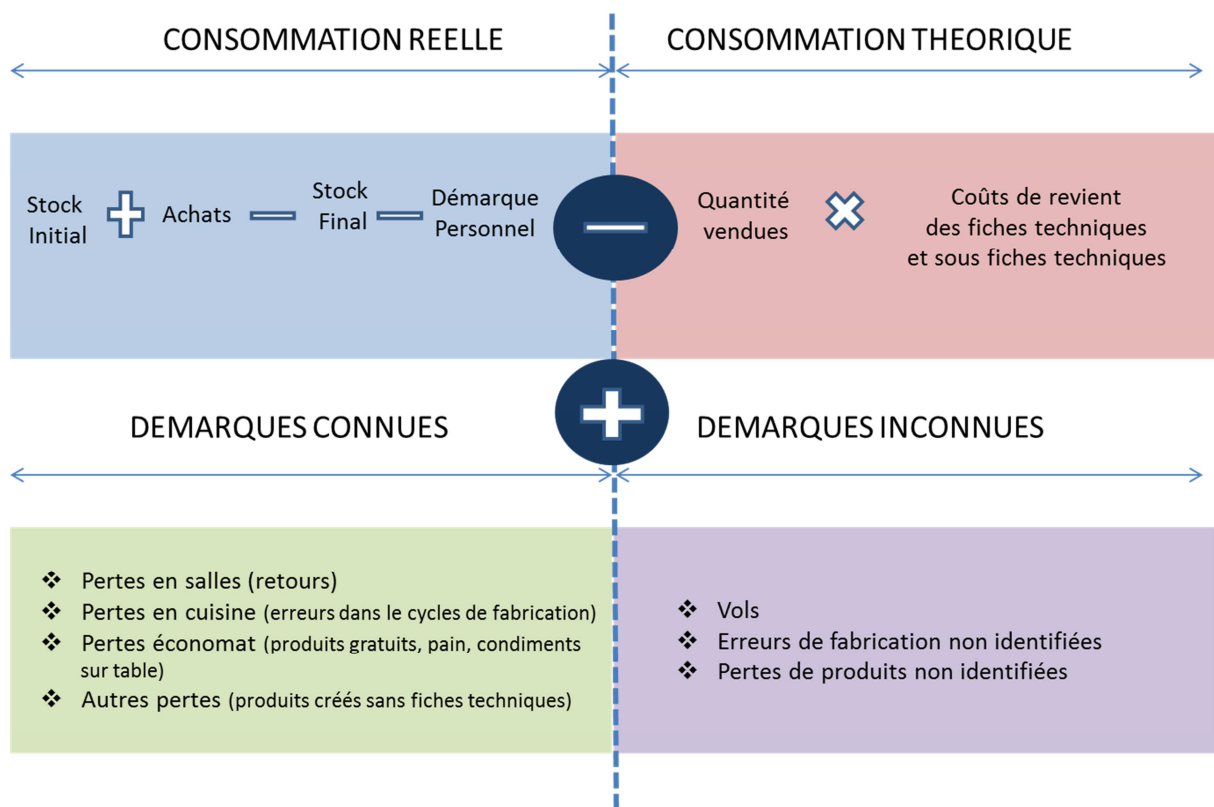 CONSOMMATION REELLE
CONSOMMATION THEORIQUE
Stock
Initial
Achats
Stock
Final
Démarque
Personnel
Quantité
vendues
Coûts de revient
des fiches techniques
et sous fiches techniques
DEMARQUES CONNUES
DEMARQUES INCONNUES
❖ Pertes en salles (retours)
❖ Pertes en cuisine (erreurs dans le cycles de fabrication)
❖ Pertes économat (produits gratuits, pain, condiments
sur table)
❖ Autres pertes (produits créés sans fiches techniques)
❖ Vols
❖ Erreurs de fabrication non identifiées
❖ Pertes de produits non identifiées